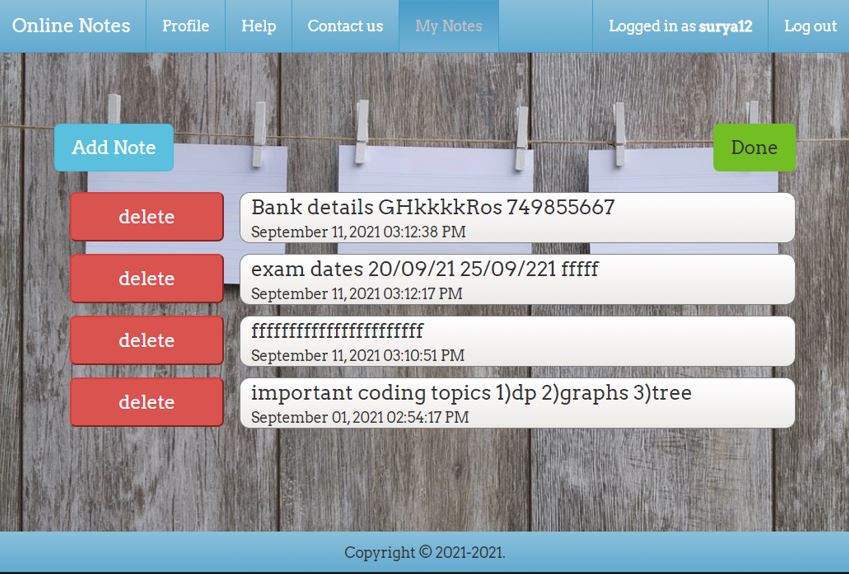 Online Notes Profile Help Contact us My Notes Logged in as surya12 Log out
Add Note Done
delete
Bank details GHkkkkRos 749855667
September 11, 2021 03:12:38 PM
delete
exam dates 20/09/21 25/09/221 fffff
September 11, 2021 03:12:17 PM
delete
fffffffffffffffffffffff
September 11, 2021 03:10:51 PM
delete
important coding topics 1)dp 2)graphs 3)tree
September 01, 2021 02:54:17 PM
Copyright © 2021-2021.